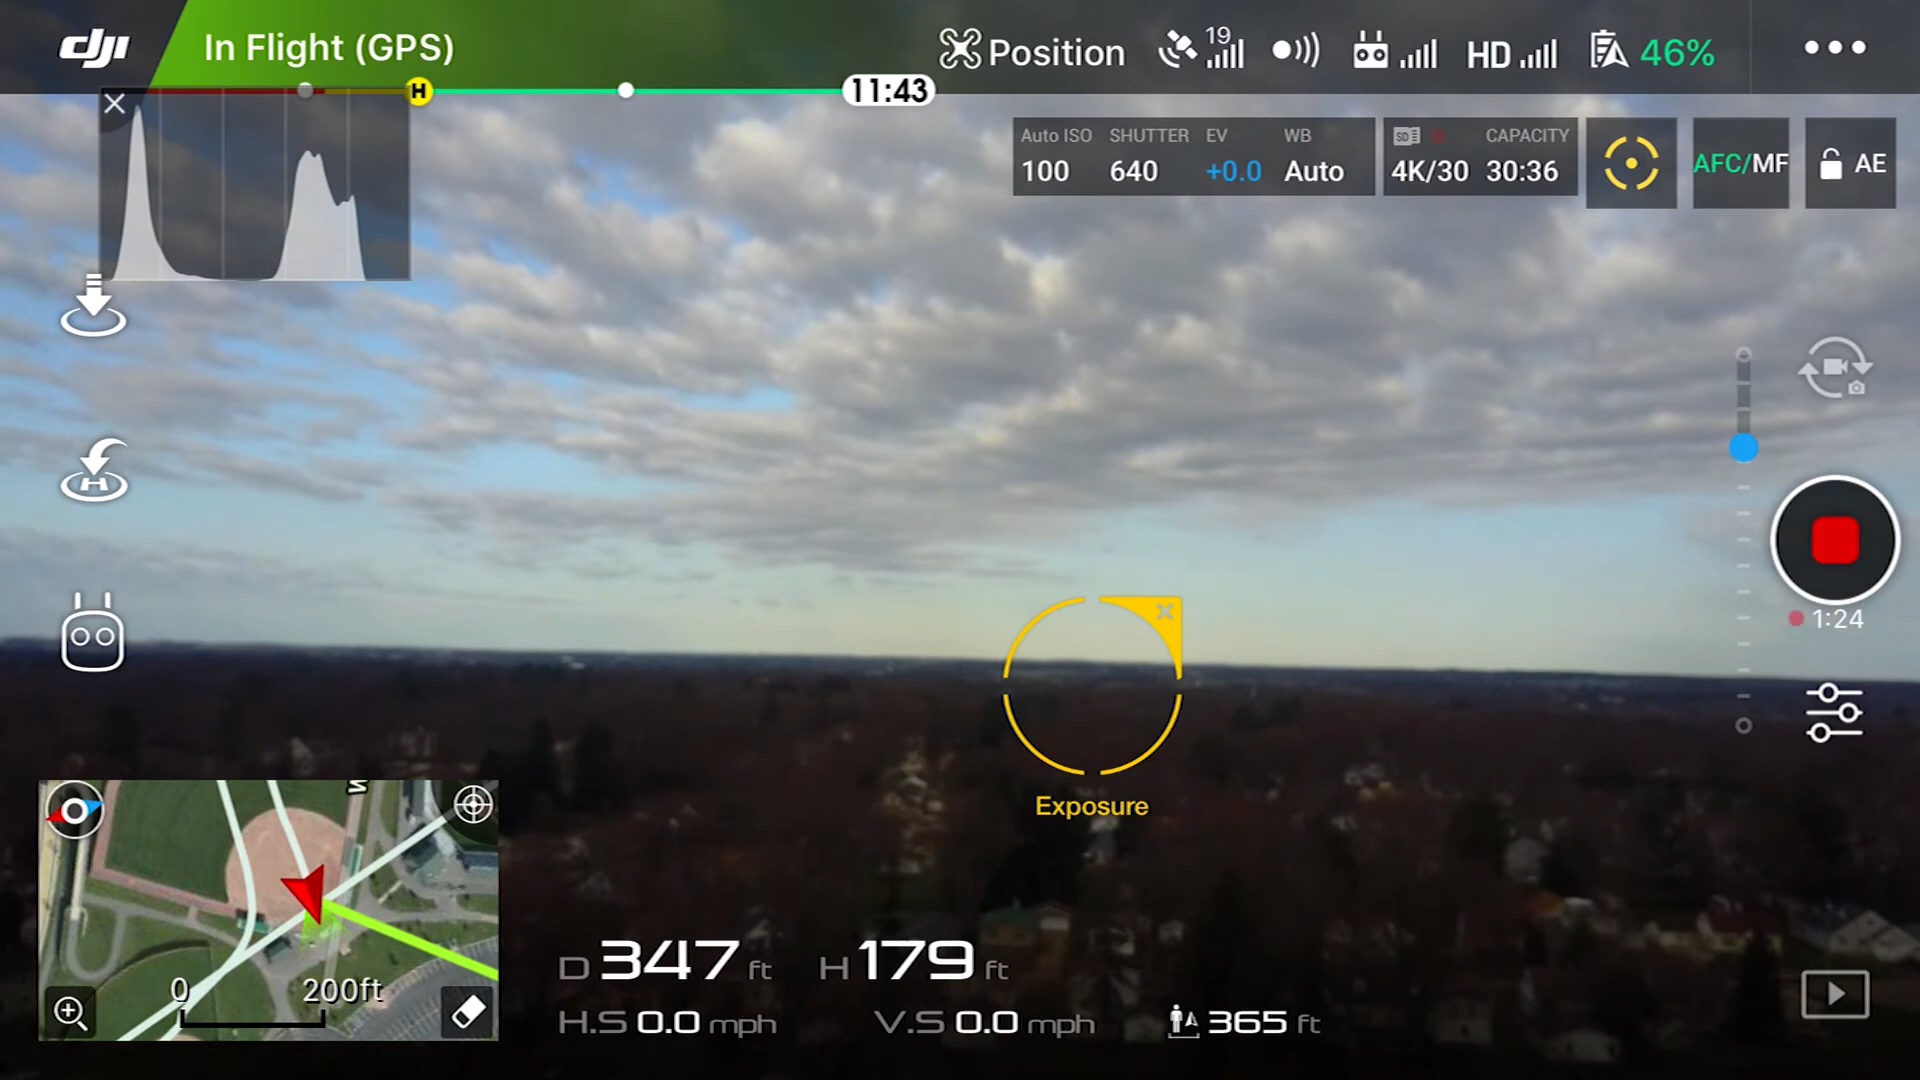 dji In Flight (GPS) Position 19 HD 46%
H 11:43
Auto ISO SHUTTER EV WB SD CAPACITY
100 640 +0.0 Auto 4K/30 30:36 AFC/MF AE
H
1:24
Exposure
W
0 200ft
D 347 ft H 179 ft
H.S 0.0 mph V.S 0.0 mph 365 ft